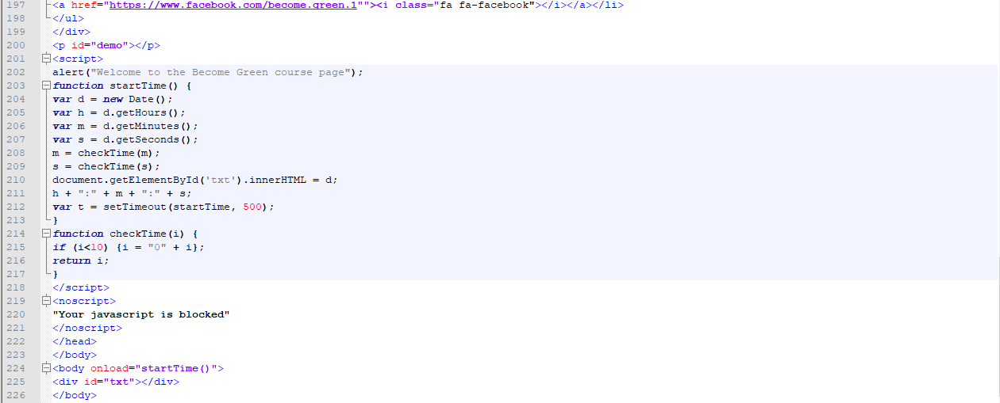 197 <a href="https://www.facebook.com/become.green.1""><i class="fa fa-facebook"></i></a></li>
198 </ul>
199 </div>
200 <p id="demo"></p>
201 <script>
202 alert("Welcome to the Become Green course page");
203 function startTime() {
204 var d = new Date();
205 var h = d.getHours();
206 var m = d.getMinutes();
207 var s = d.getSeconds();
208 m = checkTime(m);
209 s = checkTime(s);
210 document.getElementById('txt').innerHTML = d;
211 h + ":" + m + ":" + s;
212 var t = setTimeout(startTime, 500);
213 }
214 function checkTime(i) {
215 if (i<10) {i = "0" + i};
216 return i;
217 }
218 </script>
219 <noscript>
220 "Your javascript is blocked"
221 </noscript>
222 </head>
223 </body>
224 <body onload="startTime()">
225 <div id="txt"></div>
226 </body>